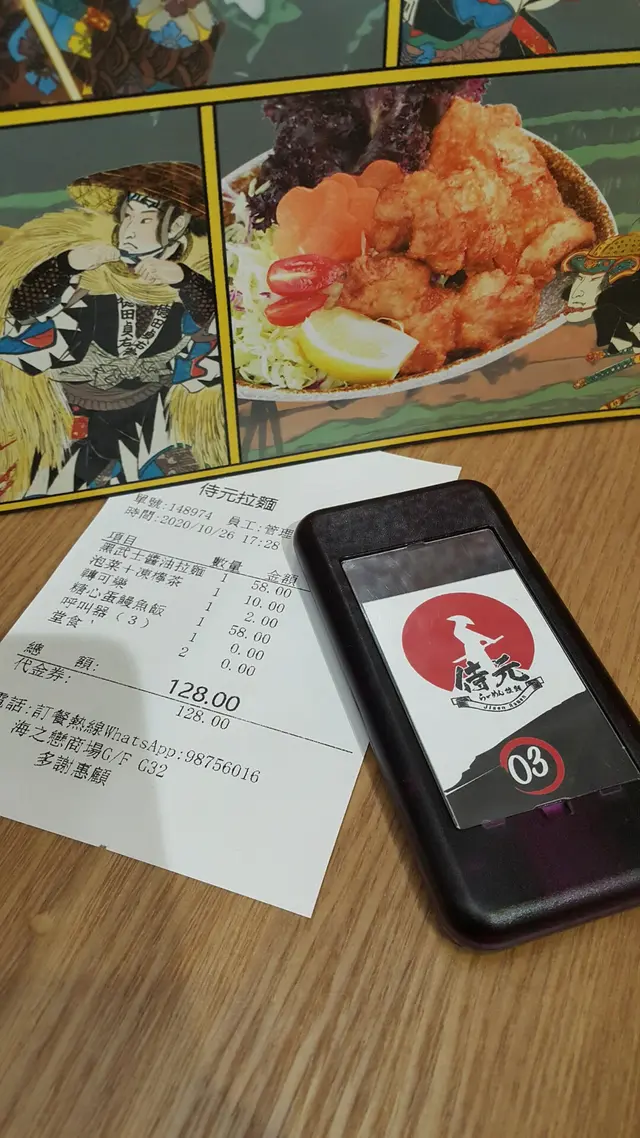 侍元拉麵
單號:148974 員工:管理
時間:2020/10/26 17:28
項目 數量 金額
黑武士醬油拉麵 1 58.00
泡菜+凍檸茶 1 10.00
轉可樂 1 2.00
糖心蛋鰻魚飯 1 58.00
呼叫器(3) 1 0.00
堂食, 2 0.00
總 額: 128.00
代金券: 128.00
電話:訂餐熱線WhatsApp:98756016
海之戀商場G/F G32
多謝惠顧
侍元
03